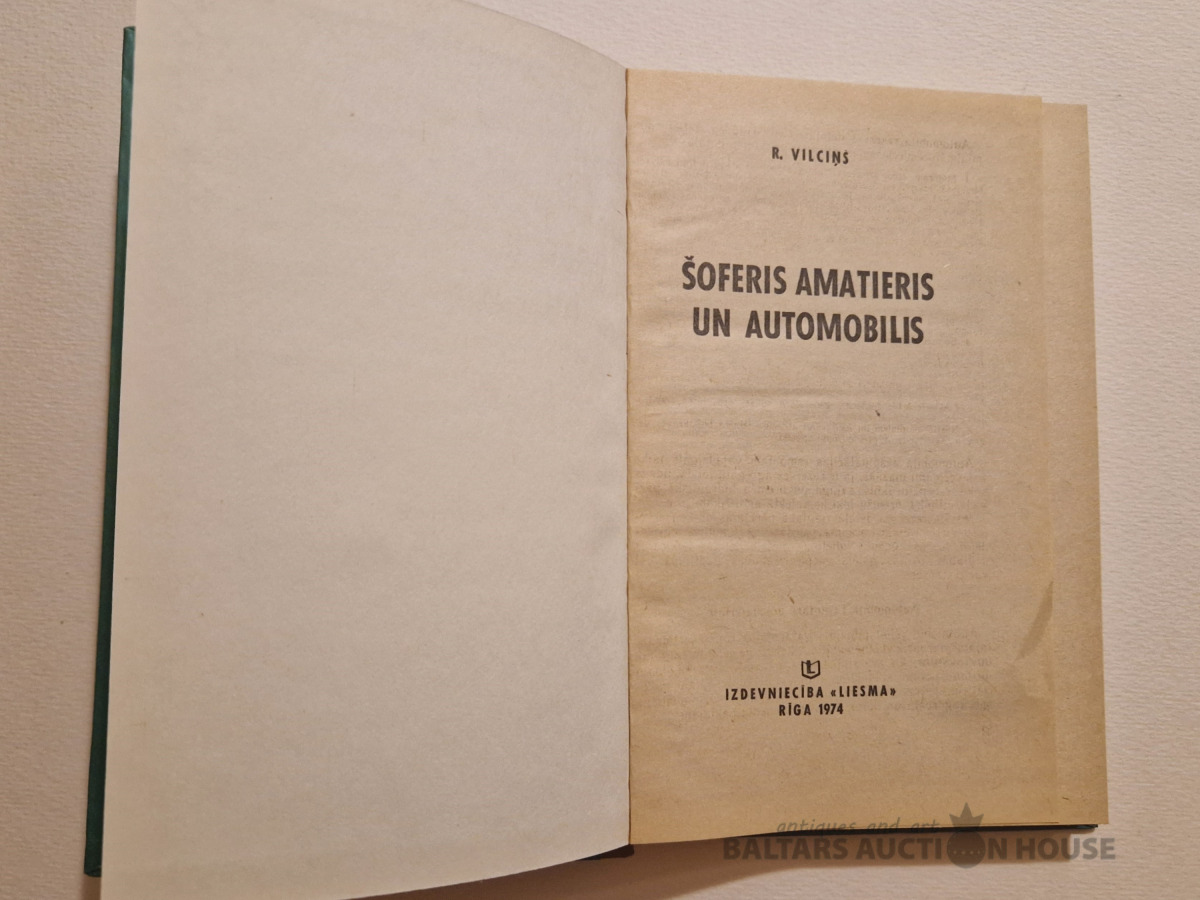 R. VILCIŅŠ
ŠOFERIS AMATIERIS
UN AUTOMOBILIS
IZDEVNIECĪBA «LIESMA»
RĪGA 1974
antiques and art
BALTARS AUCTION HOUSE